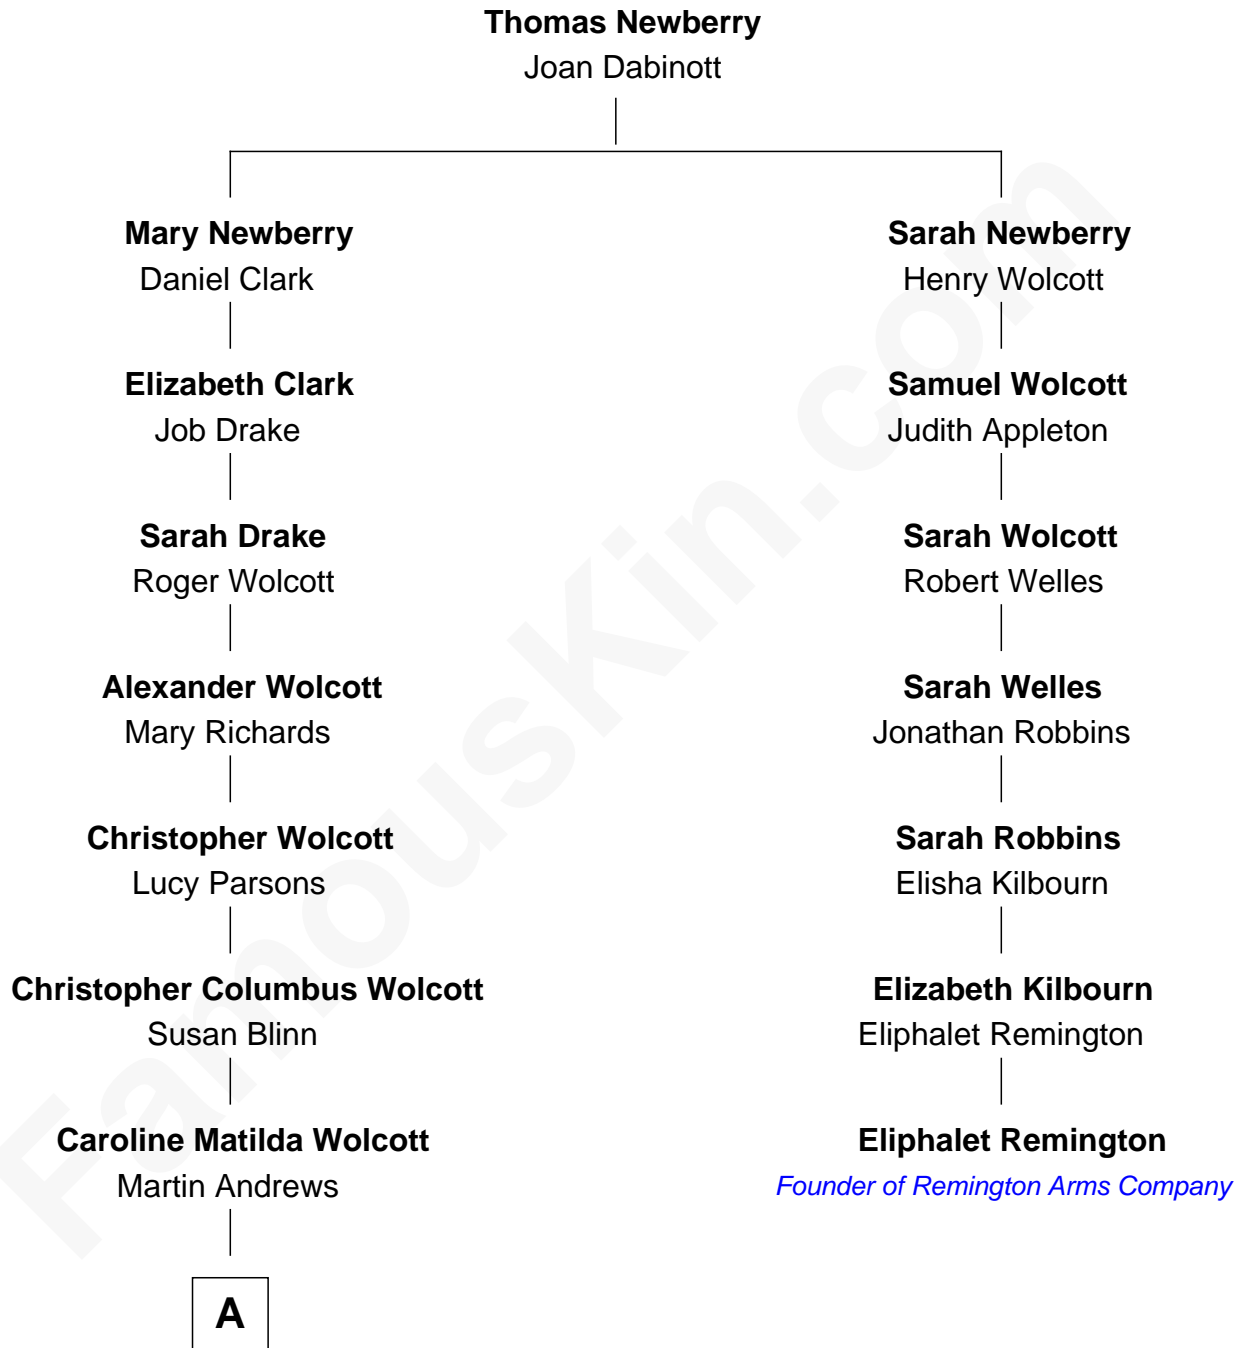 Thomas Newberry
Joan Dabinott
Mary Newberry
Daniel Clark
Elizabeth Clark
Job Drake
Sarah Drake
Roger Wolcott
Alexander Wolcott
Mary Richards
Christopher Wolcott
Lucy Parsons
Christopher Columbus Wolcott
Susan Blinn
Caroline Matilda Wolcott
Martin Andrews
A
Sarah Newberry
Henry Wolcott
Samuel Wolcott
Judith Appleton
Sarah Wolcott
Robert Welles
Sarah Welles
Jonathan Robbins
Sarah Robbins
Elisha Kilbourn
Elizabeth Kilbourn
Eliphalet Remington
Eliphalet Remington
Founder of Remington Arms Company
FamousKin.com